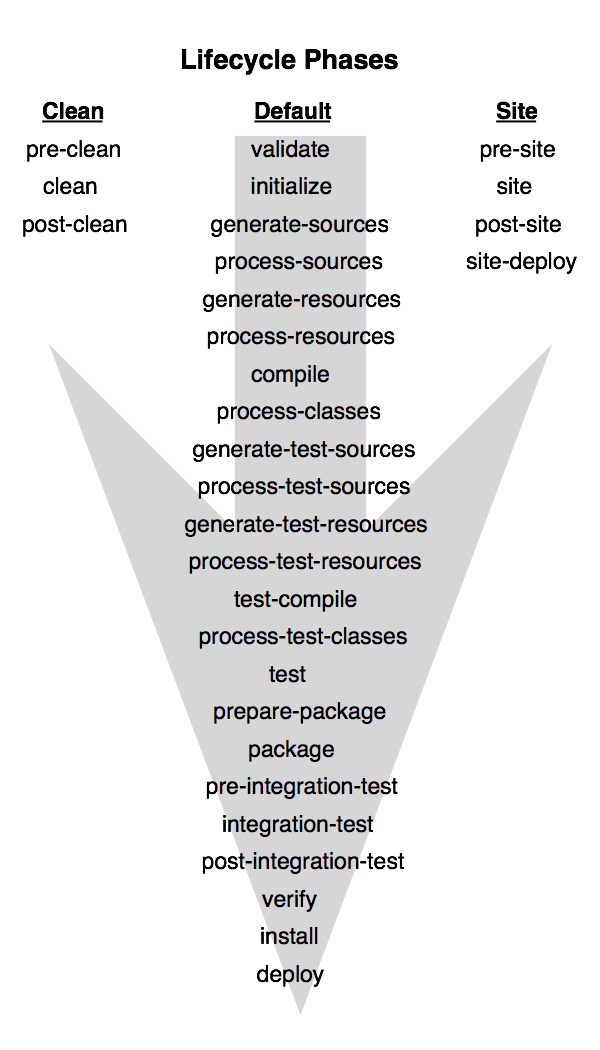 Lifecycle Phases
Clean Default Site
pre-clean validate pre-site
clean initialize site
post-clean generate-sources post-site
process-sources site-deploy
generate-resources
process-resources
compile
process-classes
generate-test-sources
process-test-sources
generate-test-resources
process-test-resources
test-compile
process-test-classes
test
prepare-package
package
pre-integration-test
integration-test
post-integration-test
verify
install
deploy